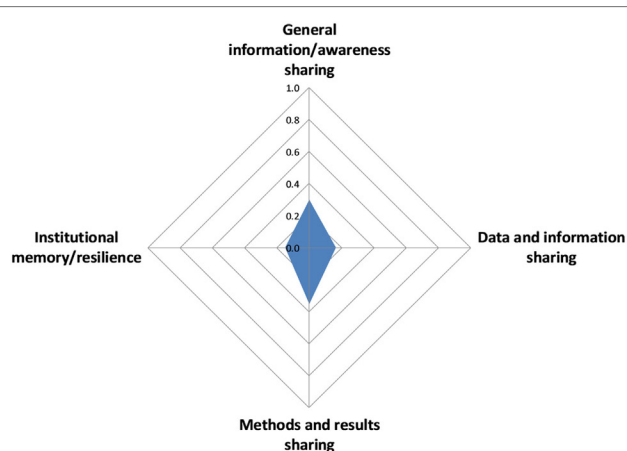 General
information/awareness
sharing
1.0
0.8
0.6
0.4
0.2
0.0
Institutional
memory/resilience
Data and information
sharing
Methods and results
sharing